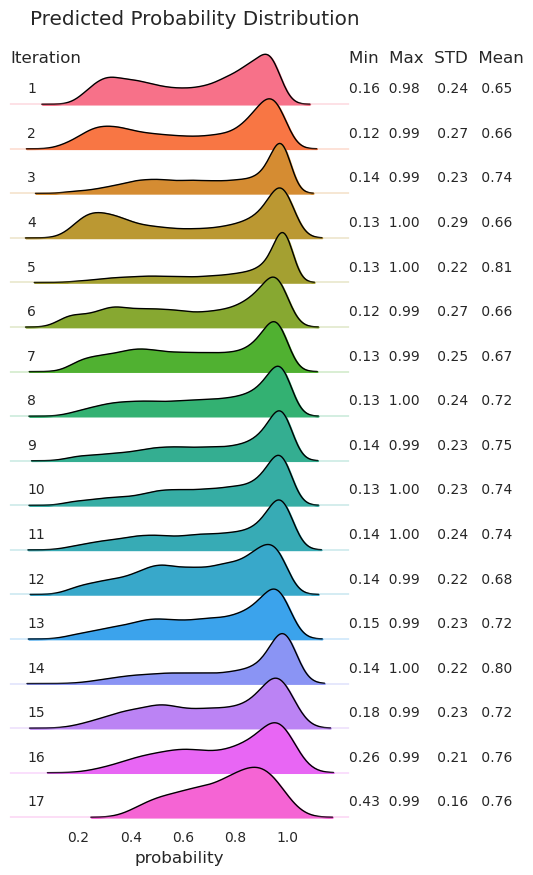 Predicted Probability Distribution
Iteration Min Max STD Mean
1 0.16 0.98 0.24 0.65
2 0.12 0.99 0.27 0.66
3 0.14 0.99 0.23 0.74
4 0.13 1.00 0.29 0.66
5 0.13 1.00 0.22 0.81
6 0.12 0.99 0.27 0.66
7 0.13 0.99 0.25 0.67
8 0.13 1.00 0.24 0.72
9 0.14 0.99 0.23 0.75
10 0.13 1.00 0.23 0.74
11 0.14 1.00 0.24 0.74
12 0.14 0.99 0.22 0.68
13 0.15 0.99 0.23 0.72
14 0.14 1.00 0.22 0.80
15 0.18 0.99 0.23 0.72
16 0.26 0.99 0.21 0.76
17 0.43 0.99 0.16 0.76
0.2 0.4 0.6 0.8 1.0
probability